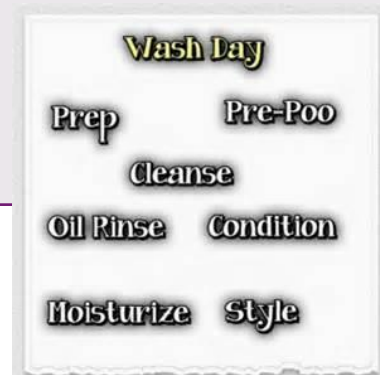 Wash Day
Prep Pre-Poo
Cleanse
Oil Rinse Condition
Moisturize Style